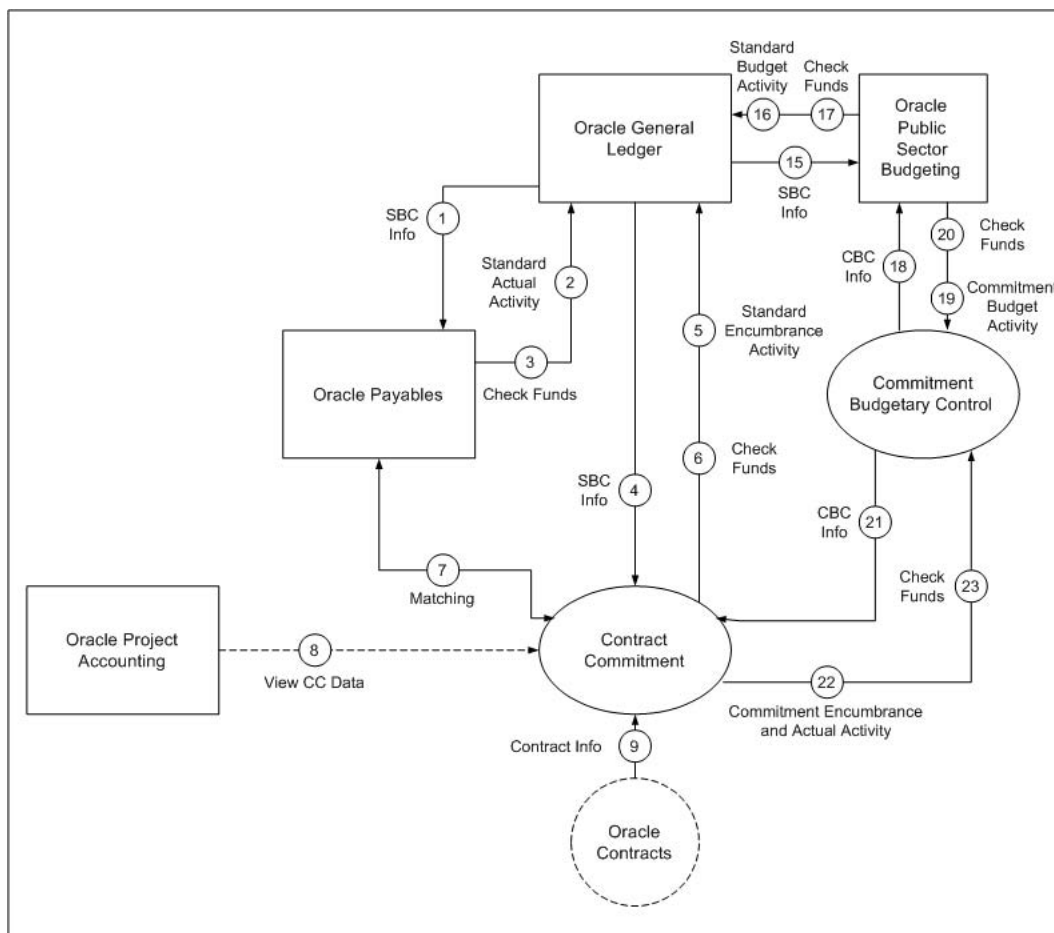 Standard
Budget
Activity
Check
Funds
16
17
Oracle General
Ledger
Oracle
Public
Sector
Budgeting
15
SBC
Info
SBC
Info
1
Standard
Actual
Activity
2
CBC
Info
18
20
Check
Funds
19
Commitment
Budget
Activity
5
Standard
Encumbrance
Activity
Oracle Payables
3
Check Funds
Commitment
Budgetary Control
6
Check
Funds
SBC
Info
4
CBC
Info
21
7
Matching
Check
Funds
23
Oracle Project
Accounting
8
View CC Data
Contract
Commitment
22
Commitment Encumbrance
and Actual Activity
Contract Info
9
Oracle
Contracts